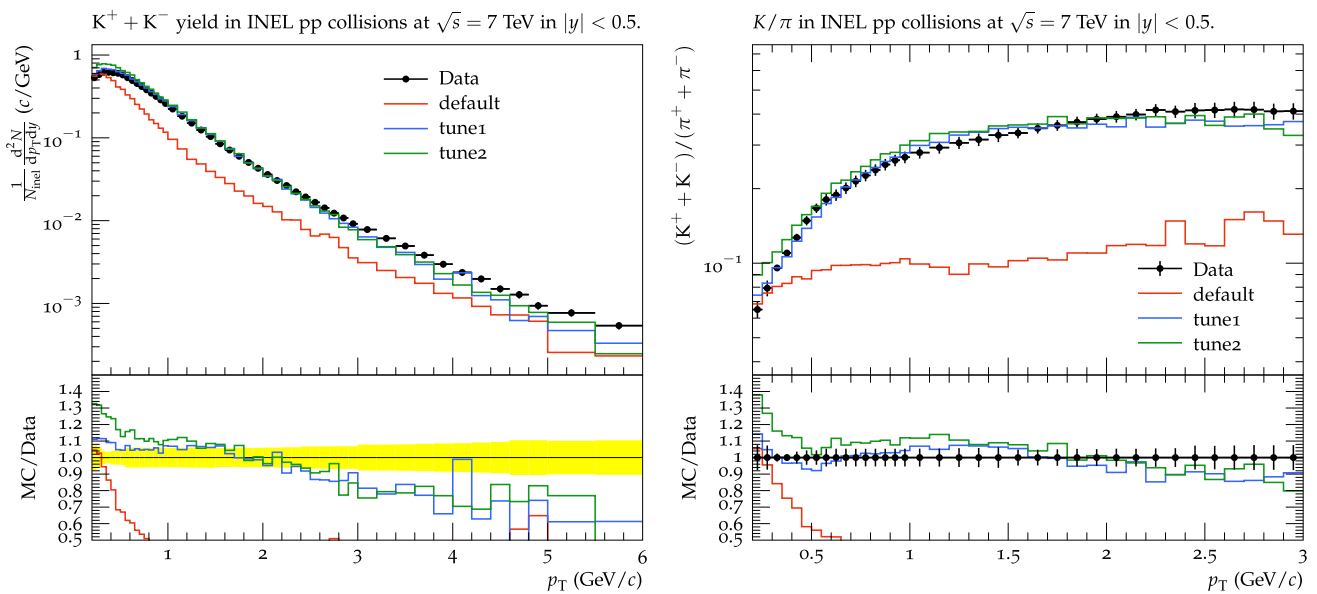 K⁺ + K⁻ yield in INEL pp collisions at √s = 7 TeV in |y| < 0.5.
1/N_inel d²N/dp_T dy (c/GeV)
1
10⁻¹
10⁻²
10⁻³
Data
default
tune1
tune2
MC/Data
1.4
1.3
1.2
1.1
1.0
0.9
0.8
0.7
0.6
0.5
1 2 3 4 5 6
p_T (GeV/c)
K/π in INEL pp collisions at √s = 7 TeV in |y| < 0.5.
(K⁺ + K⁻)/(π⁺ + π⁻)
10⁻¹
Data
default
tune1
tune2
MC/Data
1.4
1.3
1.2
1.1
1
0.9
0.8
0.7
0.6
0.5
0.5 1 1.5 2 2.5 3
p_T (GeV/c)